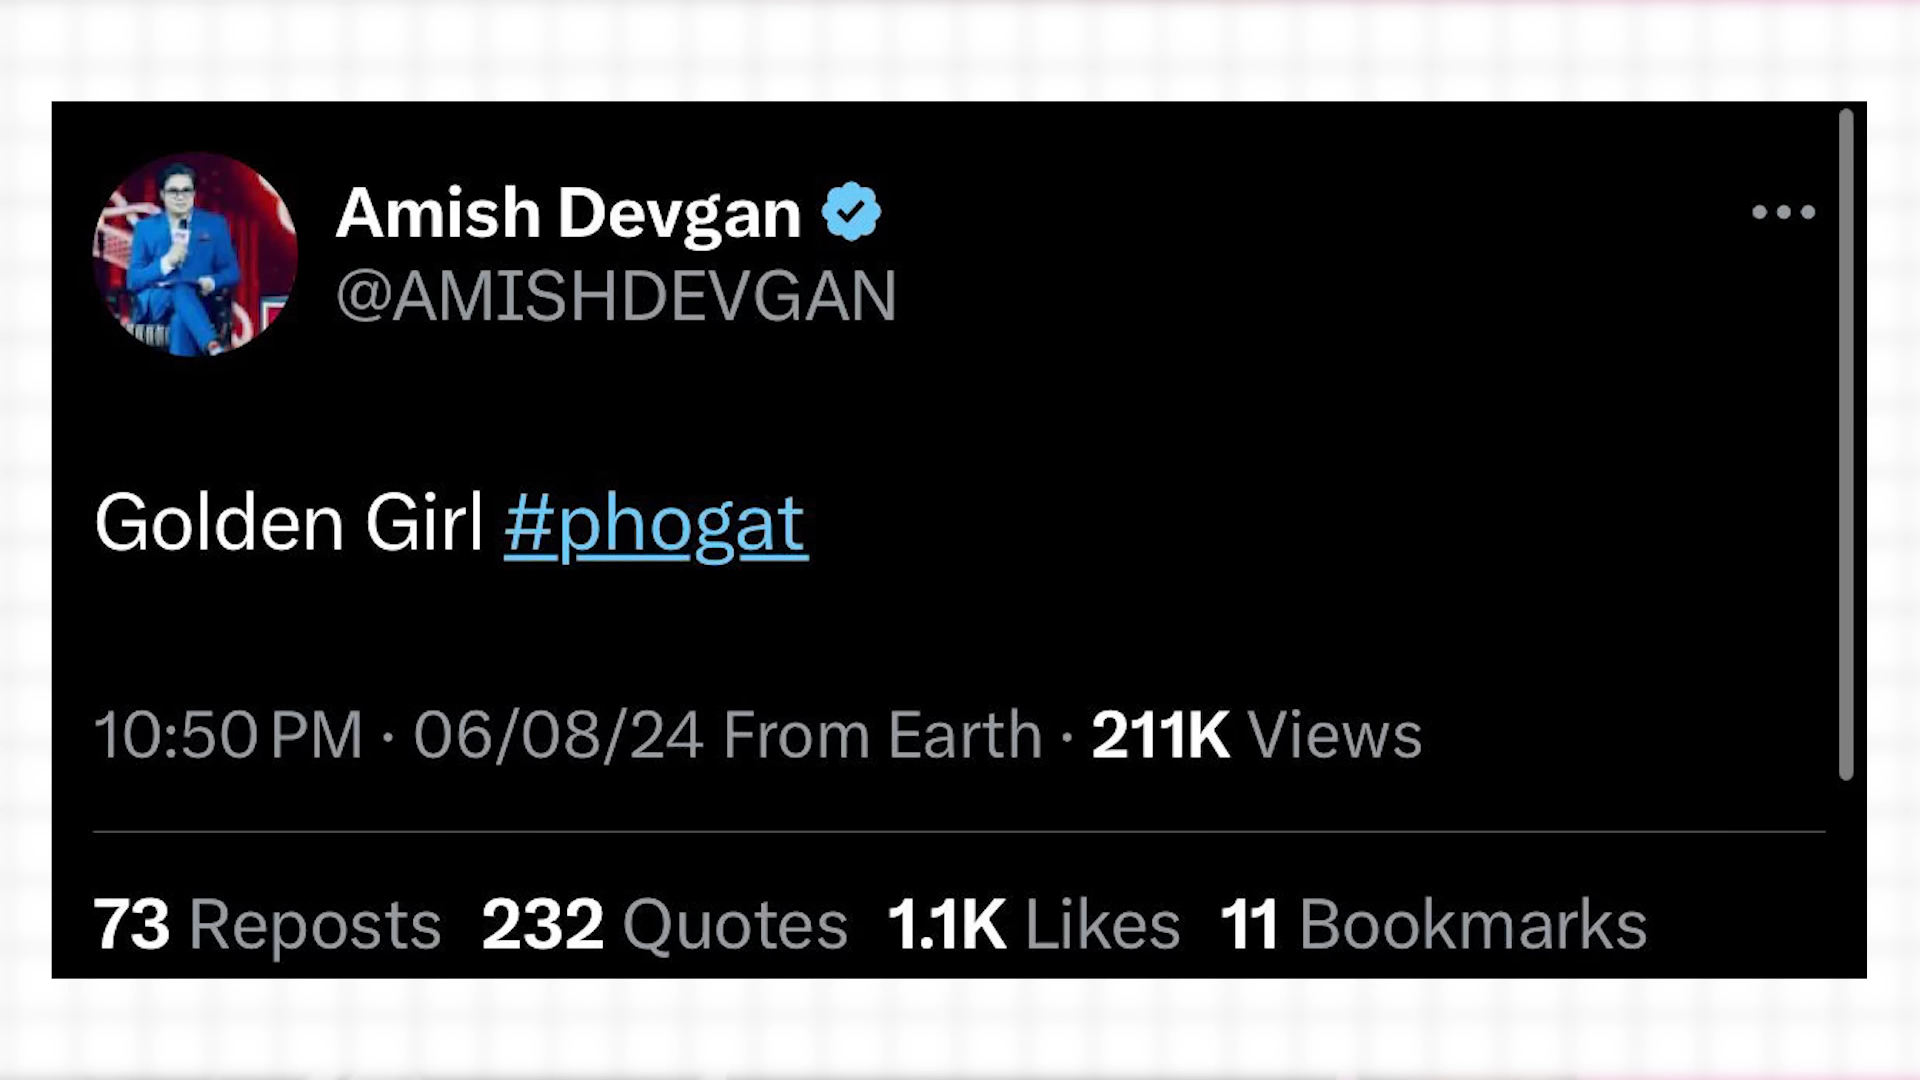 Amish Devgan
@AMISHDEVGAN
Golden Girl #phogat
10:50 PM · 06/08/24 From Earth · 211K Views
73 Reposts 232 Quotes 1.1K Likes 11 Bookmarks